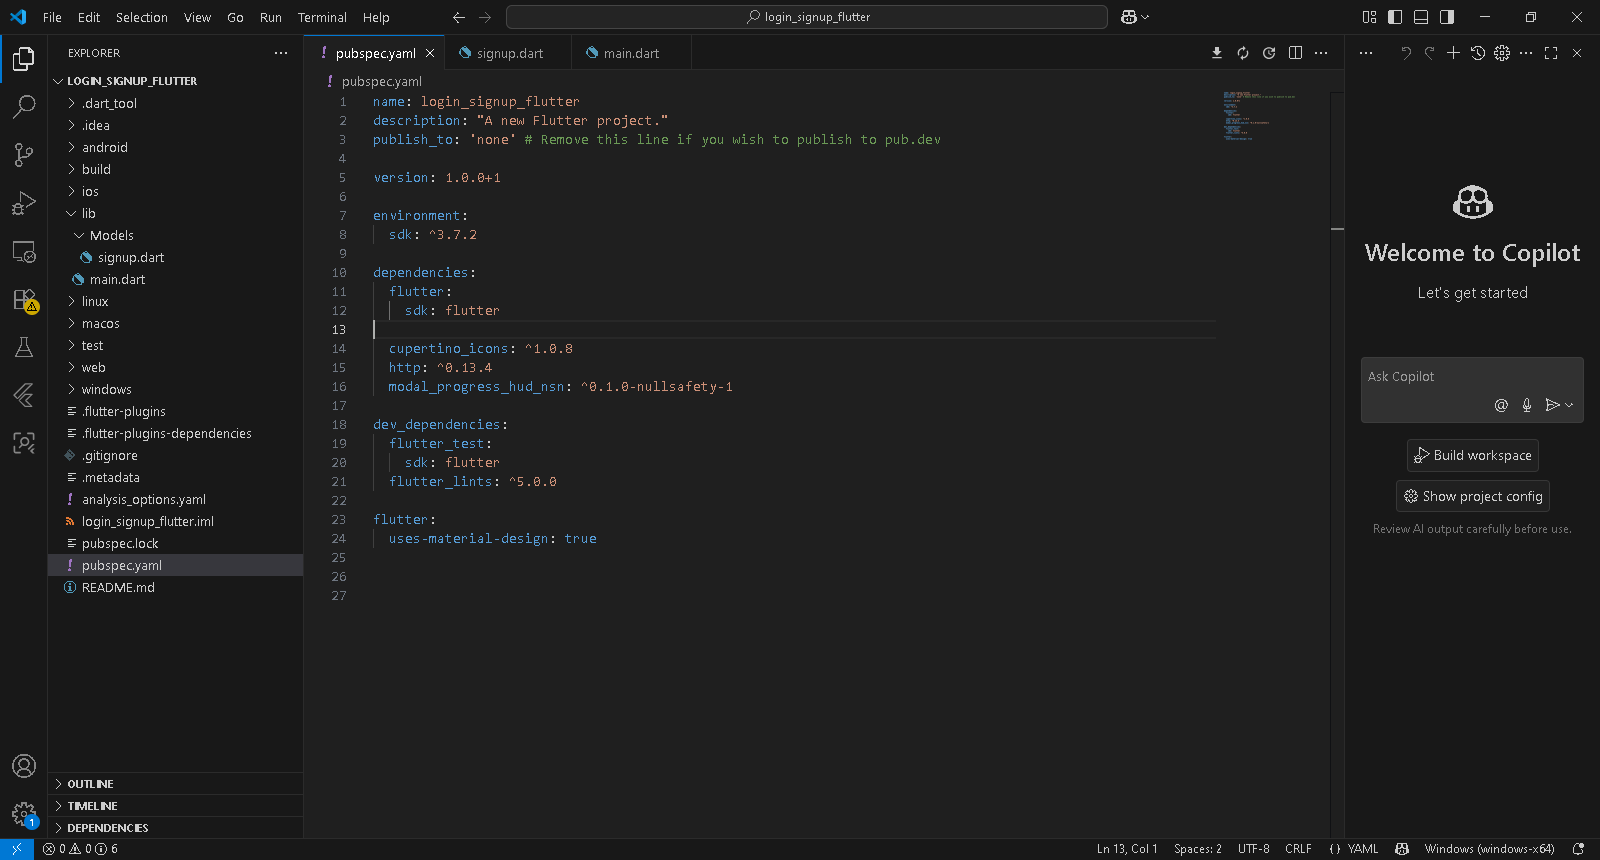 File Edit Selection View Go Run Terminal Help
login_signup_flutter
EXPLORER
LOGIN_SIGNUP_FLUTTER
.dart_tool
.idea
android
build
ios
lib
Models
signup.dart
main.dart
linux
macos
test
web
windows
.flutter-plugins
.flutter-plugins-dependencies
.gitignore
.metadata
analysis_options.yaml
login_signup_flutter.iml
pubspec.lock
pubspec.yaml
README.md
OUTLINE
TIMELINE
DEPENDENCIES
pubspec.yaml signup.dart main.dart
pubspec.yaml
1 name: login_signup_flutter
2 description: "A new Flutter project."
3 publish_to: 'none' # Remove this line if you wish to publish to pub.dev
4
5 version: 1.0.0+1
6
7 environment:
8 sdk: ^3.7.2
9
10 dependencies:
11 flutter:
12 sdk: flutter
13
14 cupertino_icons: ^1.0.8
15 http: ^0.13.4
16 modal_progress_hud_nsn: ^0.1.0-nullsafety-1
17
18 dev_dependencies:
19 flutter_test:
20 sdk: flutter
21 flutter_lints: ^5.0.0
22
23 flutter:
24 uses-material-design: true
25
26
27
Welcome to Copilot
Let's get started
Ask Copilot
Build workspace
Show project config
Review AI output carefully before use.
1
0 0 6
Ln 13, Col 1 Spaces: 2 UTF-8 CRLF {} YAML Windows (windows-x64)